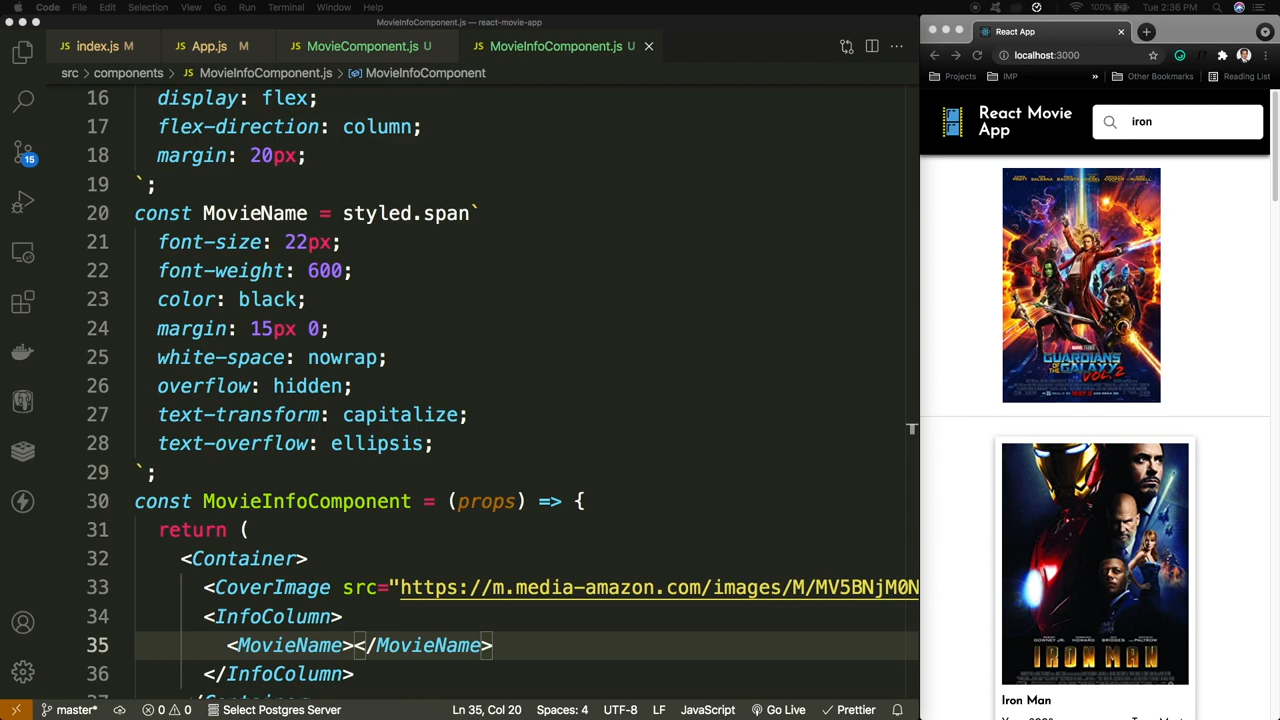 Code File Edit Selection View Go Run Terminal Window Help 100% Tue 2:36 PM
MovieInfoComponent.js — react-movie-app
JS index.js M JS App.js M JS MovieComponent.js U JS MovieInfoComponent.js U
src > components > JS MovieInfoComponent.js > MovieInfoComponent
16 display: flex;
17 flex-direction: column;
18 margin: 20px;
19 `;
20 const MovieName = styled.span`
21 font-size: 22px;
22 font-weight: 600;
23 color: black;
24 margin: 15px 0;
25 white-space: nowrap;
26 overflow: hidden;
27 text-transform: capitalize;
28 text-overflow: ellipsis;
29 `;
30 const MovieInfoComponent = (props) => {
31 return (
32 <Container>
33 <CoverImage src="https://m.media-amazon.com/images/M/MV5BNjM0N
34 <InfoColumn>
35 <MovieName></MovieName>
36 </InfoColumn>
15
master* 0 0 Select Postgres Ln 35, Col 20 Spaces: 4 UTF-8 LF JavaScript Go Live Prettier
React App
localhost:3000
Projects IMP » Other Bookmarks Reading List
React Movie
App
iron
GUARDIANS
OF THE GALAXY
VOL. 2
IRON MAN
Iron Man